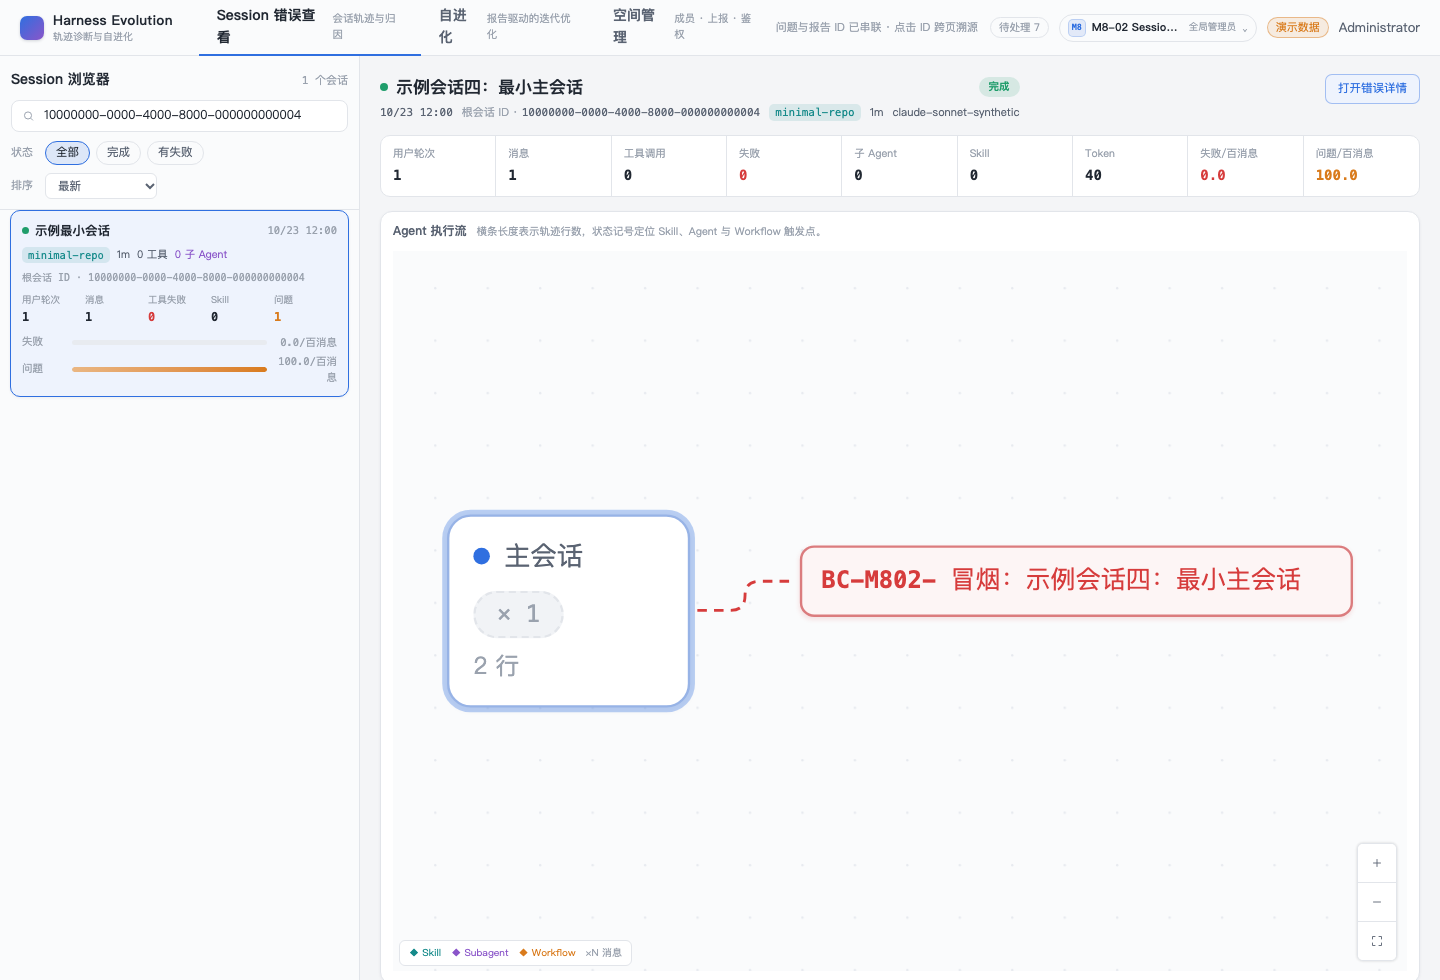 Harness Evolution
轨迹诊断与自进化
Session 错误查看
会话轨迹与归因
自进化
报告驱动的迭代优化
空间管理
成员 · 上报 · 鉴权
问题与报告 ID 已串联 · 点击 ID 跨页溯源
待处理 7
M8
M8-02 Sessio...
全局管理员
演示数据
Administrator
Session 浏览器
1 个会话
10000000-0000-4000-8000-000000000004
状态
全部
完成
有失败
排序
最新
示例最小会话
10/23 12:00
minimal-repo 1m 0 工具 0 子 Agent
根会话 ID · 10000000-0000-4000-8000-000000000004
用户轮次 消息 工具失败 Skill 问题
1 1 0 0 1
失败 0.0/百消息
问题 100.0/百消息
示例会话四：最小主会话
完成
打开错误详情
10/23 12:00 根会话 ID · 10000000-0000-4000-8000-000000000004 minimal-repo 1m claude-sonnet-synthetic
用户轮次 消息 工具调用 失败 子 Agent Skill Token 失败/百消息 问题/百消息
1 1 0 0 0 0 40 0.0 100.0
Agent 执行流 横条长度表示轨迹行数，状态记号定位 Skill、Agent 与 Workflow 触发点。
主会话
× 1
2 行
BC-M802- 冒烟：示例会话四：最小主会话
+
−
Skill Subagent Workflow ×N 消息